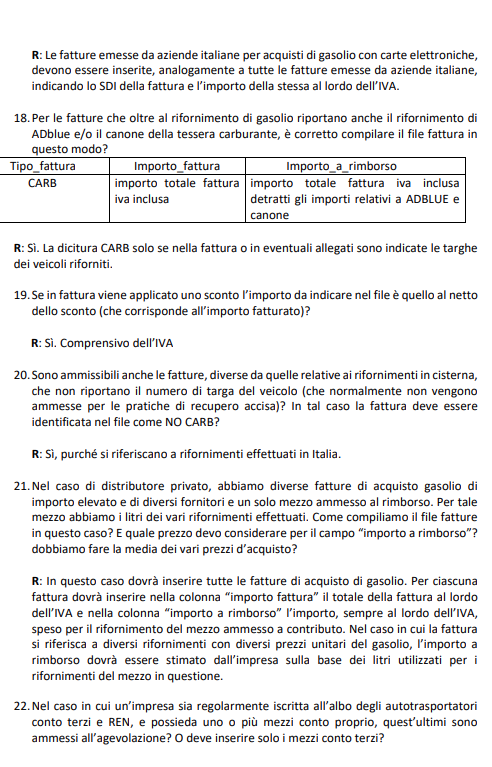 R: Le fatture emesse da aziende italiane per acquisti di gasolio con carte elettroniche,
devono essere inserite, analogamente a tutte le fatture emesse da aziende italiane,
indicando lo SDI della fattura e l'importo della stessa al lordo dell'IVA.
18. Per le fatture che oltre al rifornimento di gasolio riportano anche il rifornimento di
ADblue e/o il canone della tessera carburante, è corretto compilare il file fattura in
questo modo?
Tipo_fattura Importo_fattura Importo_a_rimborso
CARB importo totale fattura importo totale fattura iva inclusa
iva inclusa detratti gli importi relativi a ADBLUE e
canone
R: Sì. La dicitura CARB solo se nella fattura o in eventuali allegati sono indicate le targhe
dei veicoli riforniti.
19. Se in fattura viene applicato uno sconto l'importo da indicare nel file è quello al netto
dello sconto (che corrisponde all'importo fatturato)?
R: Sì. Comprensivo dell'IVA
20. Sono ammissibili anche le fatture, diverse da quelle relative ai rifornimenti in cisterna,
che non riportano il numero di targa del veicolo (che normalmente non vengono
ammesse per le pratiche di recupero accisa)? In tal caso la fattura deve essere
identificata nel file come NO CARB?
R: Sì, purché si riferiscano a rifornimenti effettuati in Italia.
21. Nel caso di distributore privato, abbiamo diverse fatture di acquisto gasolio di
importo elevato e di diversi fornitori e un solo mezzo ammesso al rimborso. Per tale
mezzo abbiamo i litri dei vari rifornimenti effettuati. Come compiliamo il file fatture
in questo caso? E quale prezzo devo considerare per il campo "importo a rimborso"?
dobbiamo fare la media dei vari prezzi d'acquisto?
R: In questo caso dovrà inserire tutte le fatture di acquisto di gasolio. Per ciascuna
fattura dovrà inserire nella colonna "importo fattura" il totale della fattura al lordo
dell'IVA e nella colonna "importo a rimborso" l'importo, sempre al lordo dell'IVA,
speso per il rifornimento del mezzo ammesso a contributo. Nel caso in cui la fattura
si riferisca a diversi rifornimenti con diversi prezzi unitari del gasolio, l'importo a
rimborso dovrà essere stimato dall'impresa sulla base dei litri utilizzati per i
rifornimenti del mezzo in questione.
22. Nel caso in cui un'impresa sia regolarmente iscritta all'albo degli autotrasportatori
conto terzi e REN, e possieda uno o più mezzi conto proprio, quest'ultimi sono
ammessi all'agevolazione? O deve inserire solo i mezzi conto terzi?